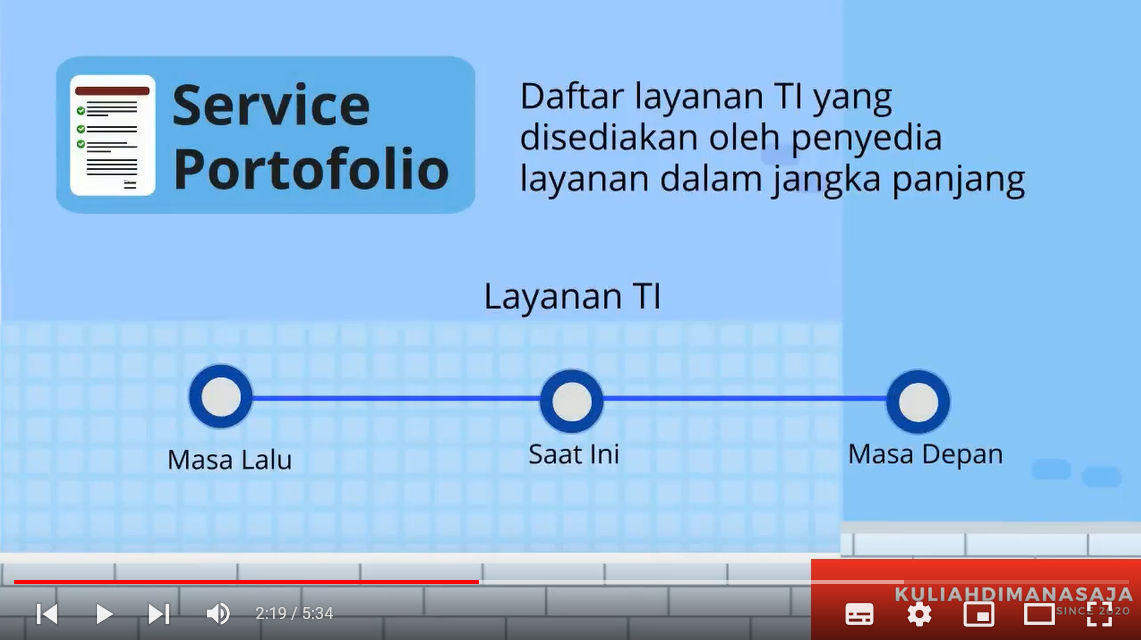 Service
Portofolio
Daftar layanan TI yang
disediakan oleh penyedia
layanan dalam jangka panjang
Layanan TI
Masa Lalu
Saat Ini
Masa Depan
2:19 / 5:34
KULIAHDIMANASAJA
SINCE 2020